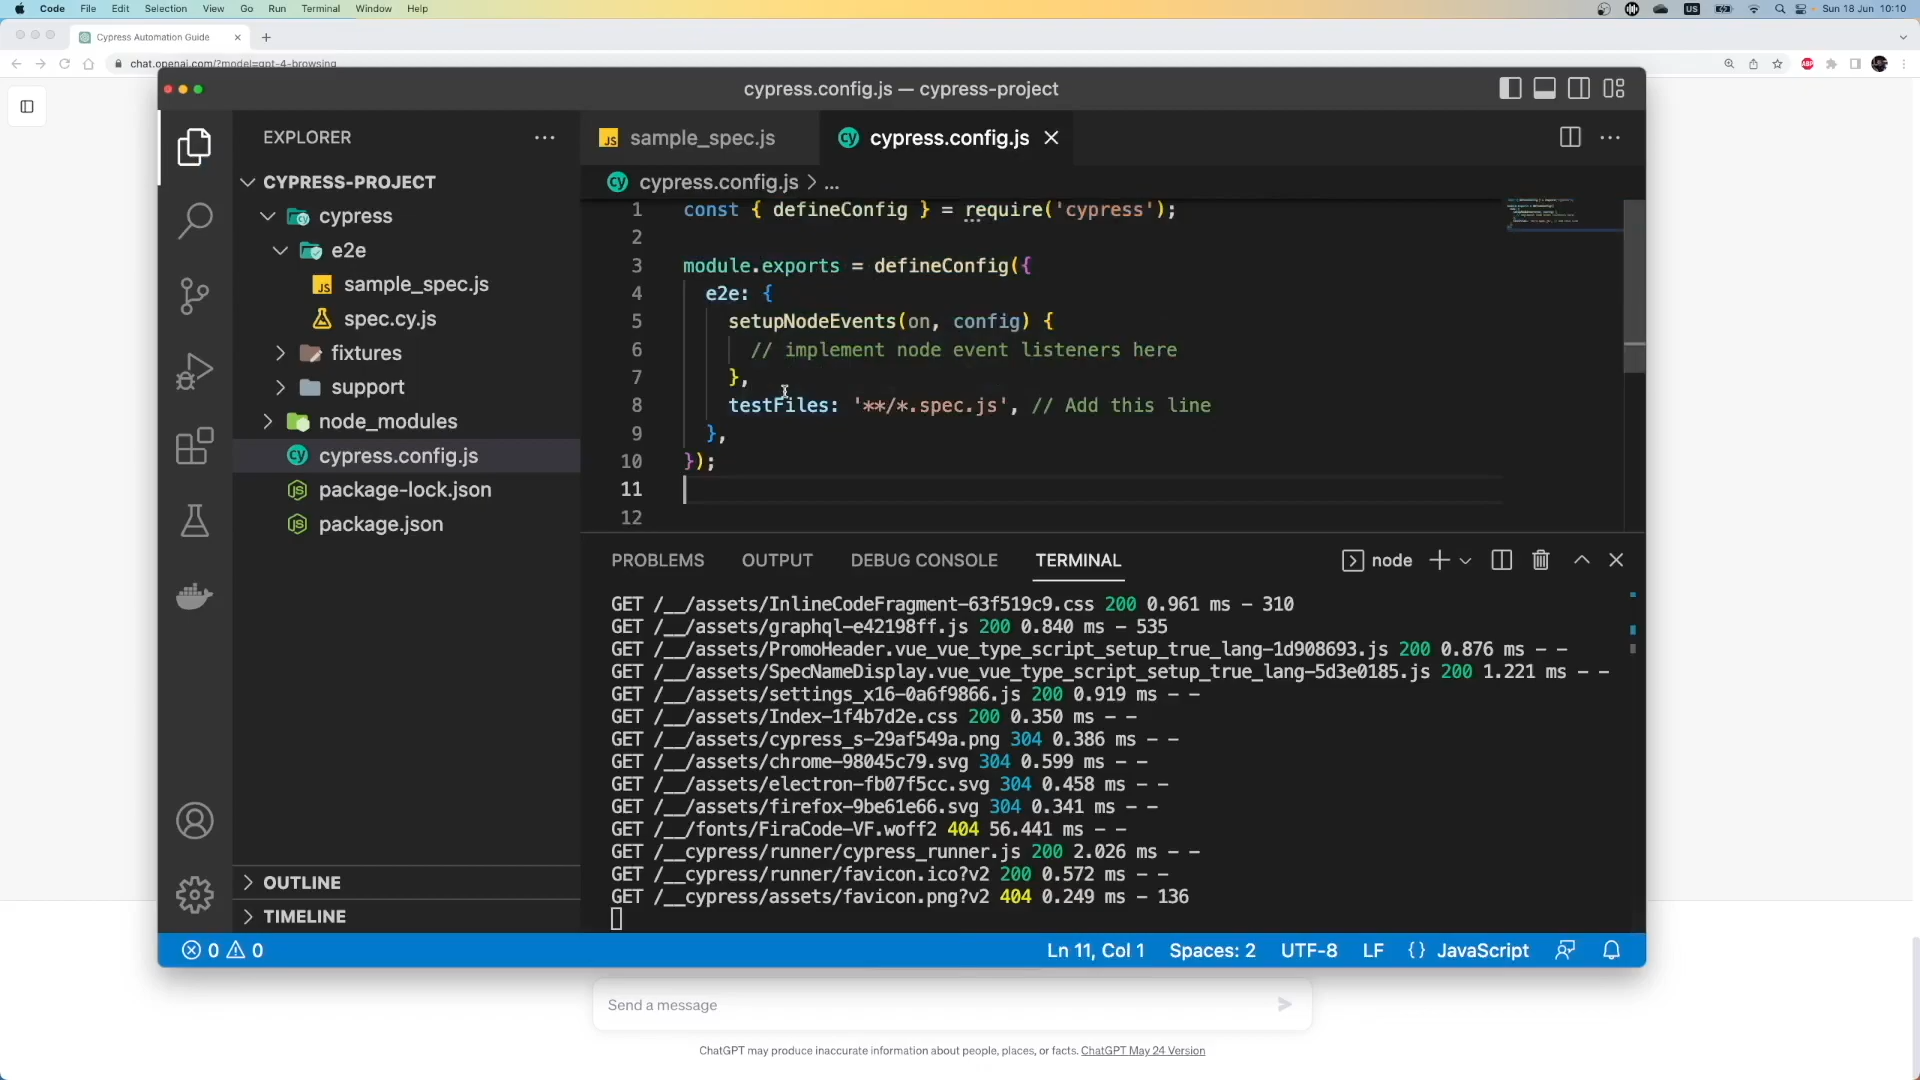 Code File Edit Selection View Go Run Terminal Window Help
US Sun 18 Jun 10:10
Cypress Automation Guide
chat.openai.com/?model=gpt-4-browsing
ABP
cypress.config.js — cypress-project
EXPLORER
CYPRESS-PROJECT
cypress
e2e
JS sample_spec.js
spec.cy.js
fixtures
support
node_modules
cy cypress.config.js
package-lock.json
package.json
OUTLINE
TIMELINE
JS sample_spec.js
cy cypress.config.js
cy cypress.config.js > ...
1 const { defineConfig } = require('cypress');
2
3 module.exports = defineConfig({
4 e2e: {
5 setupNodeEvents(on, config) {
6 // implement node event listeners here
7 },
8 testFiles: '**/*.spec.js', // Add this line
9 },
10 });
11
12
PROBLEMS OUTPUT DEBUG CONSOLE TERMINAL
node
GET /__/assets/InlineCodeFragment-63f519c9.css 200 0.961 ms - 310
GET /__/assets/graphql-e42198ff.js 200 0.840 ms - 535
GET /__/assets/PromoHeader.vue_vue_type_script_setup_true_lang-1d908693.js 200 0.876 ms - -
GET /__/assets/SpecNameDisplay.vue_vue_type_script_setup_true_lang-5d3e0185.js 200 1.221 ms - -
GET /__/assets/settings_x16-0a6f9866.js 200 0.919 ms - -
GET /__/assets/Index-1f4b7d2e.css 200 0.350 ms - -
GET /__/assets/cypress_s-29af549a.png 304 0.386 ms - -
GET /__/assets/chrome-98045c79.svg 304 0.599 ms - -
GET /__/assets/electron-fb07f5cc.svg 304 0.458 ms - -
GET /__/assets/firefox-9be61e66.svg 304 0.341 ms - -
GET /__/fonts/FiraCode-VF.woff2 404 56.441 ms - -
GET /__cypress/runner/cypress_runner.js 200 2.026 ms - -
GET /__cypress/runner/favicon.ico?v2 200 0.572 ms - -
GET /__cypress/assets/favicon.png?v2 404 0.249 ms - 136
0 0
Ln 11, Col 1 Spaces: 2 UTF-8 LF {} JavaScript
Send a message
ChatGPT may produce inaccurate information about people, places, or facts. ChatGPT May 24 Version